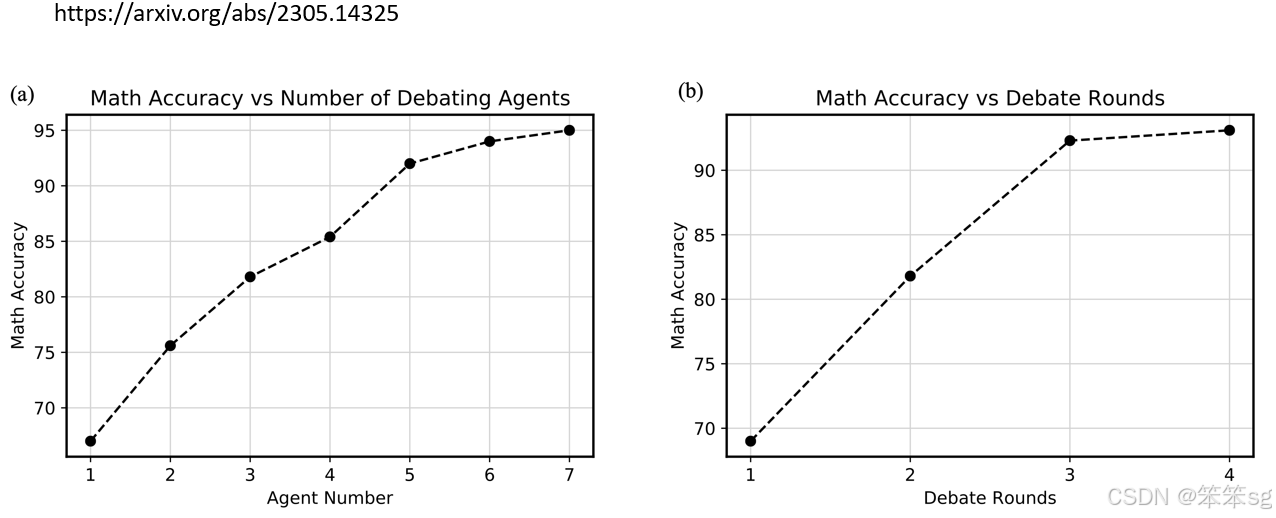 https://arxiv.org/abs/2305.14325
(a)
Math Accuracy vs Number of Debating Agents
Math Accuracy
95
90
85
80
75
70
1 2 3 4 5 6 7
Agent Number
(b)
Math Accuracy vs Debate Rounds
Math Accuracy
90
85
80
75
70
1 2 3 4
Debate Rounds
CSDN @笨笨sg